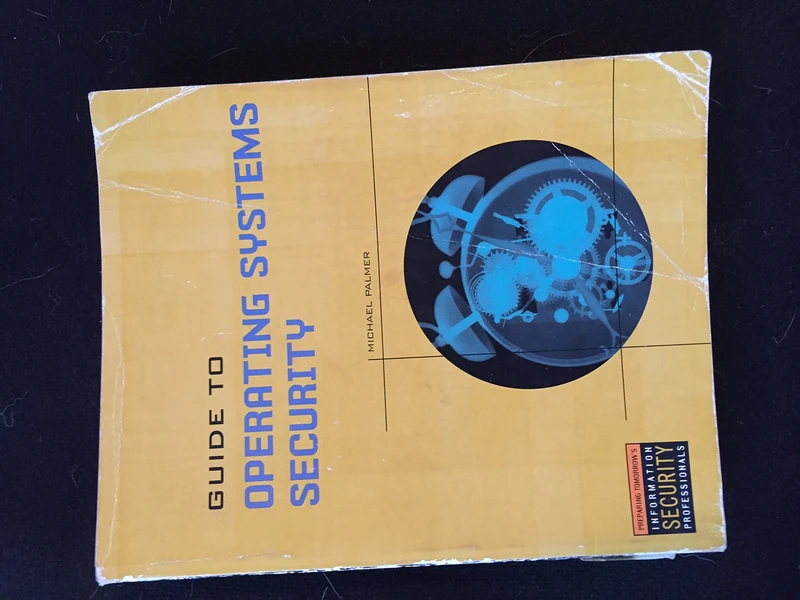 GUIDE TO
OPERATING SYSTEMS
SECURITY
MICHAEL PALMER
PREPARING TOMORROW'S
INFORMATION
SECURITY
PROFESSIONALS